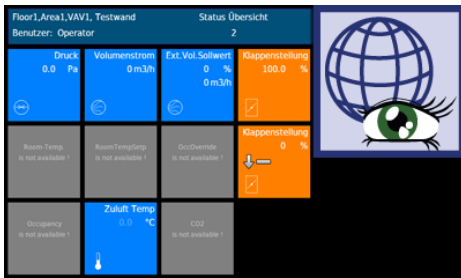 Floor1,Area1,VAV1, Testwand
Status Übersicht
Benutzer: Operator
2
Druck
0.0 Pa
Volumenstrom
0 m3/h
Ext.Vol.Sollwert
0 %
0 m3/h
Klappenstellung
100.0 %
Room-Temp.
is not available !
RoomTempSetp
is not available !
OccOverride
is not available !
Klappenstellung
0 %
Occupancy
is not available !
Zuluft Temp
0.0 °C
CO2
is not available !